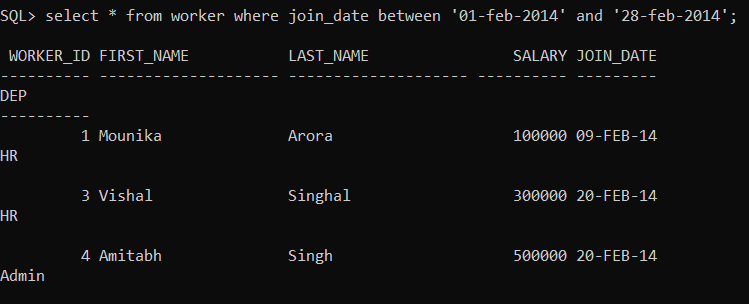 SQL> select * from worker where join_date between '01-feb-2014' and '28-feb-2014';
 WORKER_ID FIRST_NAME           LAST_NAME                SALARY JOIN_DATE
---------- -------------------- -------------------- ---------- ---------
DEP
----------
         1 Mounika              Arora                    100000 09-FEB-14
HR
         3 Vishal               Singhal                  300000 20-FEB-14
HR
         4 Amitabh              Singh                    500000 20-FEB-14
Admin